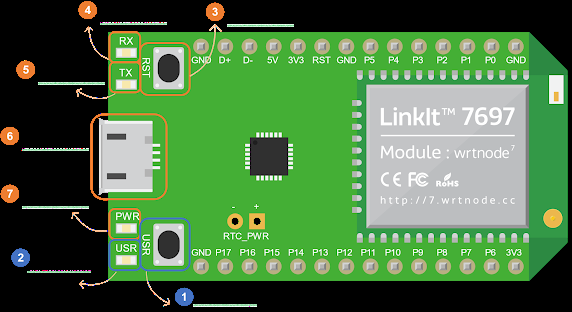 4
3
RX
RST
GND D+ D- 5V 3V3 RST GND P5 P4 P3 P2 P1 P0 GND
5
TX
LinkIt™ 7697
Module : wrtnode⁷
CE FC RoHS
http://7.wrtnode.cc
6
7
- +
RTC_PWR
PWR
USR
USR
2
GND P17 P16 P15 P14 P13 P12 P11 P10 P9 P8 P7 P6 3V3
1